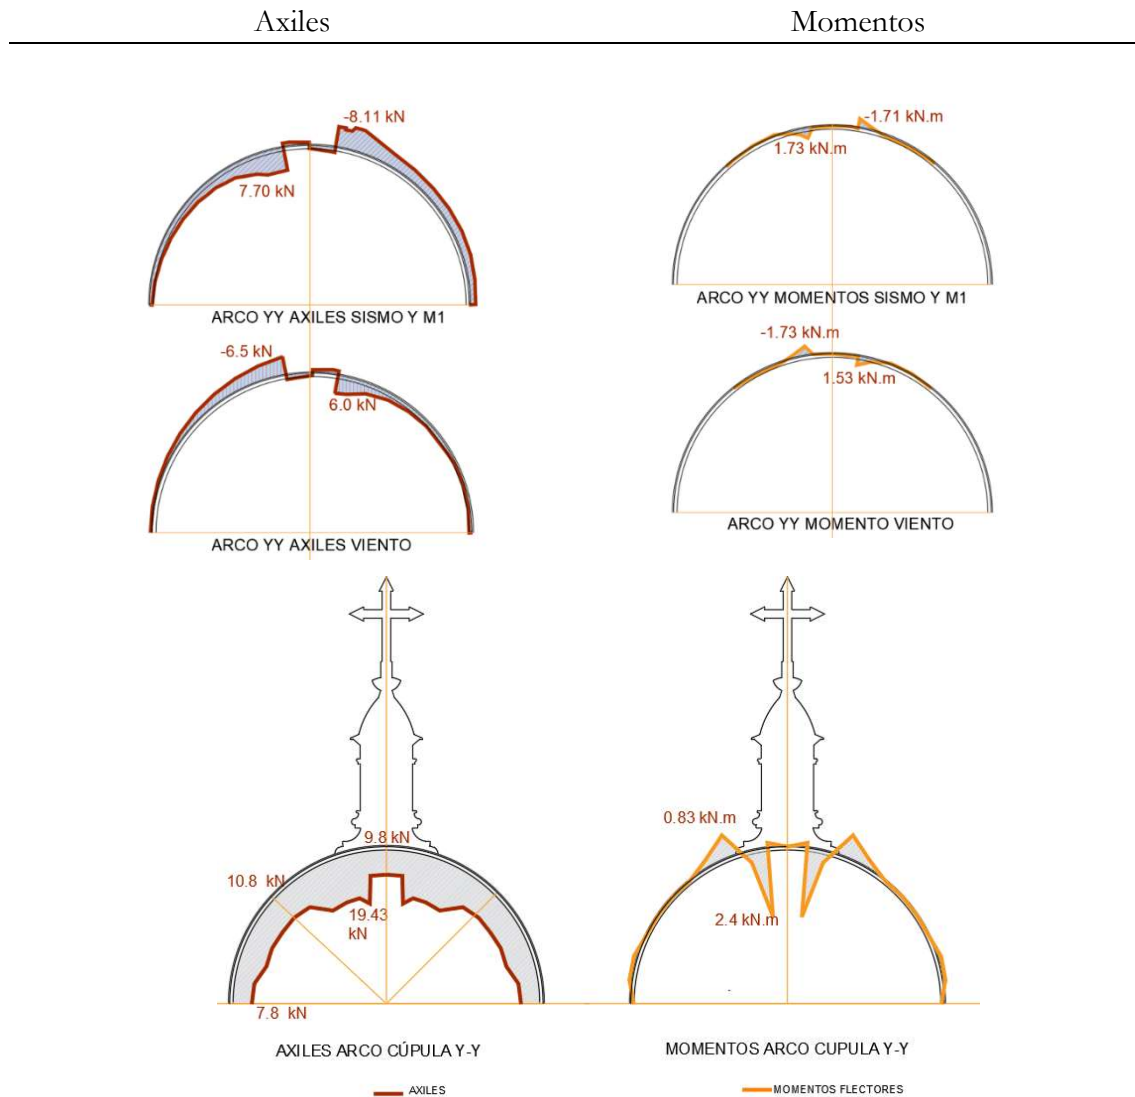 Axiles Momentos
-8.11 kN
7.70 kN
ARCO YY AXILES SISMO Y M1
-1.71 kN.m
1.73 kN.m
ARCO YY MOMENTOS SISMO Y M1
-6.5 kN
6.0 kN
ARCO YY AXILES VIENTO
-1.73 kN.m
1.53 kN.m
ARCO YY MOMENTO VIENTO
9.8 kN
10.8 kN
19.43
kN
7.8 kN
AXILES ARCO CÚPULA Y-Y
AXILES
0.83 kN.m
2.4 kN.m
MOMENTOS ARCO CUPULA Y-Y
MOMENTOS FLECTORES